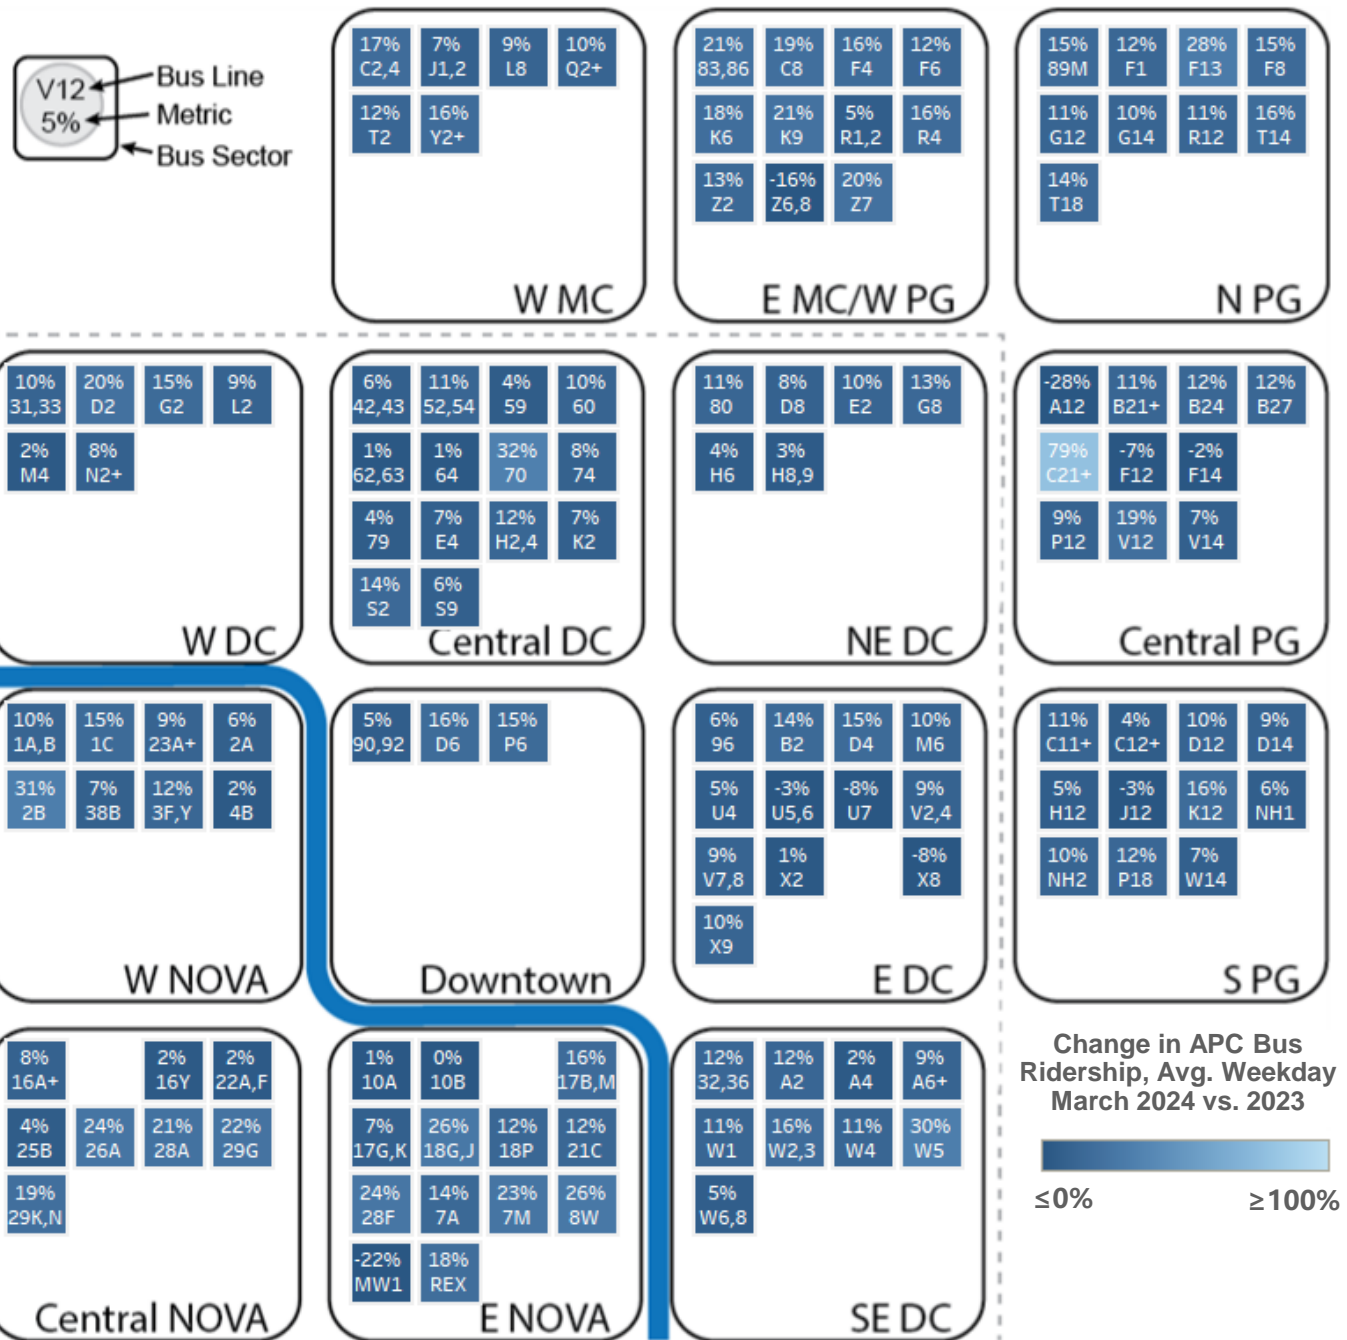 V12
5%
Bus Line
Metric
Bus Sector
17% 7% 9% 10%
C2,4 J1,2 L8 Q2+
12% 16%
T2 Y2+
W MC
21% 19% 16% 12%
83,86 C8 F4 F6
18% 21% 5% 16%
K6 K9 R1,2 R4
13% -16% 20%
Z2 Z6,8 Z7
E MC/W PG
15% 12% 28% 15%
89M F1 F13 F8
11% 10% 11% 16%
G12 G14 R12 T14
14%
T18
N PG
10% 20% 15% 9%
31,33 D2 G2 L2
2% 8%
M4 N2+
W DC
6% 11% 4% 10%
42,43 52,54 59 60
1% 1% 32% 8%
62,63 64 70 74
4% 7% 12% 7%
79 E4 H2,4 K2
14% 6%
S2 S9
Central DC
11% 8% 10% 13%
80 D8 E2 G8
4% 3%
H6 H8,9
NE DC
-28% 11% 12% 12%
A12 B21+ B24 B27
79% -7% -2%
C21+ F12 F14
9% 19% 7%
P12 V12 V14
Central PG
10% 15% 9% 6%
1A,B 1C 23A+ 2A
31% 7% 12% 2%
2B 38B 3F,Y 4B
W NOVA
5% 16% 15%
90,92 D6 P6
Downtown
6% 14% 15% 10%
96 B2 D4 M6
5% -3% -8% 9%
U4 U5,6 U7 V2,4
9% 1% -8%
V7,8 X2 X8
10%
X9
E DC
11% 4% 10% 9%
C11+ C12+ D12 D14
5% -3% 16% 6%
H12 J12 K12 NH1
10% 12% 7%
NH2 P18 W14
S PG
8% 2% 2%
16A+ 16Y 22A,F
4% 24% 21% 22%
25B 26A 28A 29G
19%
29K,N
Central NOVA
1% 0% 16%
10A 10B 17B,M
7% 26% 12% 12%
17G,K 18G,J 18P 21C
24% 14% 23% 26%
28F 7A 7M 8W
-22% 18%
MW1 REX
E NOVA
12% 12% 2% 9%
32,36 A2 A4 A6+
11% 16% 11% 30%
W1 W2,3 W4 W5
5%
W6,8
SE DC
Change in APC Bus
Ridership, Avg. Weekday
March 2024 vs. 2023
≤0% ≥100%